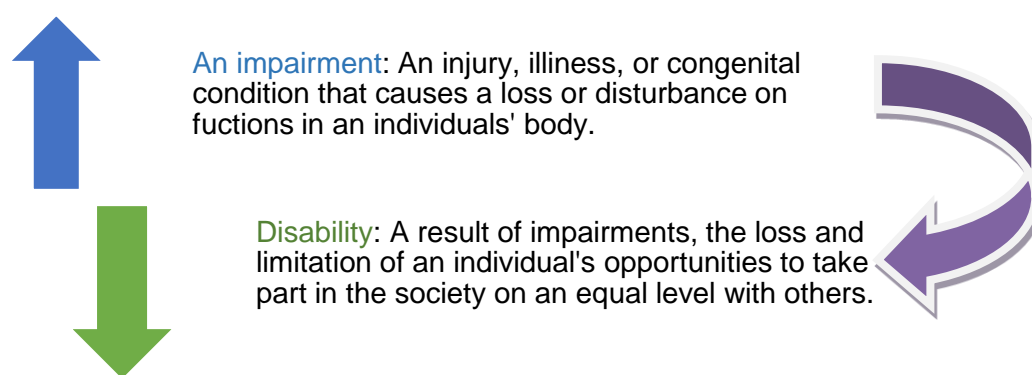 An impairment: An injury, illness, or congenital
condition that causes a loss or disturbance on
fuctions in an individuals' body.
Disability: A result of impairments, the loss and
limitation of an individual's opportunities to take
part in the society on an equal level with others.